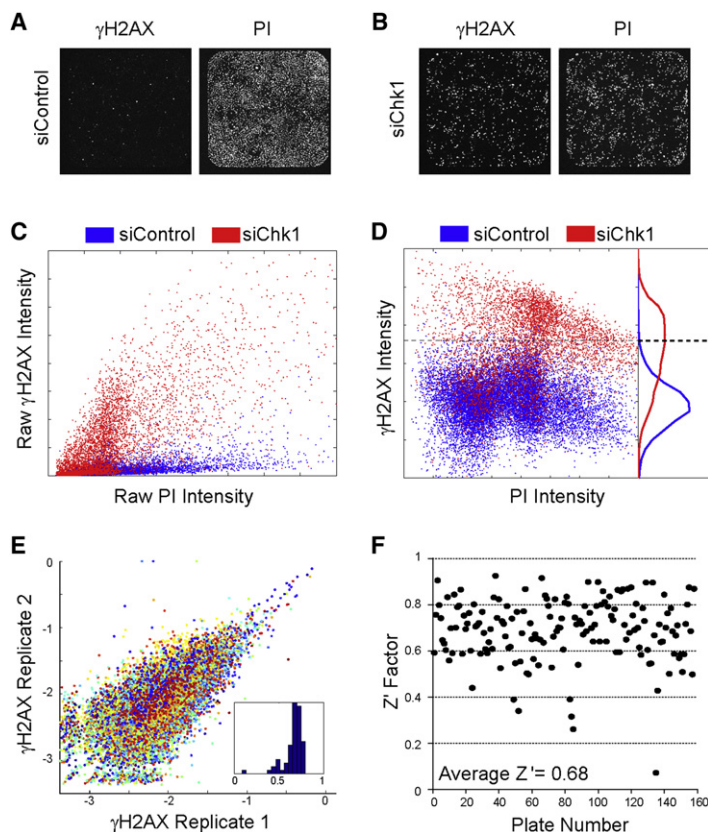 A
γH2AX PI
siControl
B
γH2AX PI
siChk1
C
siControl siChk1
Raw γH2AX Intensity
Raw PI Intensity
D
siControl siChk1
γH2AX Intensity
PI Intensity
E
γH2AX Replicate 2
0
-1
-2
-3
0 0.5 1
-3 -2 -1 0
γH2AX Replicate 1
F
Z' Factor
1
0.8
0.6
0.4
0.2
0
Average Z'= 0.68
0 20 40 60 80 100 120 140 160
Plate Number